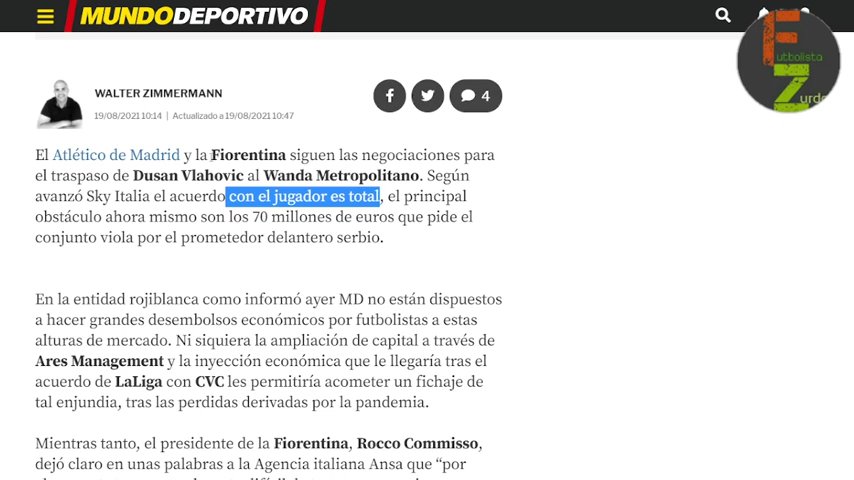 MUNDODEPORTIVO
Futbolista
Zurdo
WALTER ZIMMERMANN
4
19/08/2021 10:14 | Actualizado a 19/08/2021 10:47
El Atlético de Madrid y la Fiorentina siguen las negociaciones para
el traspaso de Dusan Vlahovic al Wanda Metropolitano. Según
avanzó Sky Italia el acuerdo con el jugador es total, el principal
obstáculo ahora mismo son los 70 millones de euros que pide el
conjunto viola por el prometedor delantero serbio.
En la entidad rojiblanca como informó ayer MD no están dispuestos
a hacer grandes desembolsos económicos por futbolistas a estas
alturas de mercado. Ni siquiera la ampliación de capital a través de
Ares Management y la inyección económica que le llegaría tras el
acuerdo de LaLiga con CVC les permitiría acometer un fichaje de
tal enjundia, tras las perdidas derivadas por la pandemia.
Mientras tanto, el presidente de la Fiorentina, Rocco Commisso,
dejó claro en unas palabras a la Agencia italiana Ansa que “por